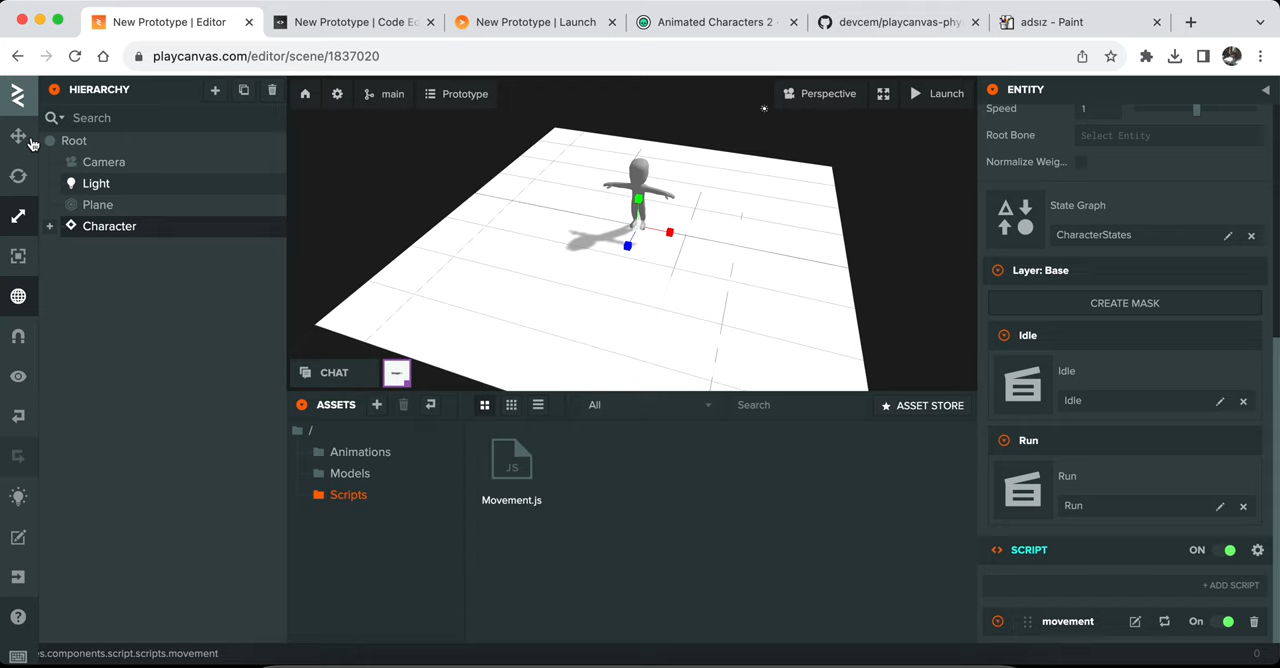 New Prototype | Editor
New Prototype | Code Ed
New Prototype | Launch
Animated Characters 2 -
devcem/playcanvas-phy
adsız - Paint
playcanvas.com/editor/scene/1837020
HIERARCHY
Search
Root
Camera
Light
Plane
Character
main
Prototype
Perspective
Launch
CHAT
ASSETS
All
Search
ASSET STORE
/
Animations
Models
Scripts
JS
Movement.js
ENTITY
Speed
1
Root Bone
Select Entity
Normalize Weig...
State Graph
CharacterStates
Layer: Base
CREATE MASK
Idle
Idle
Idle
Run
Run
Run
SCRIPT
ON
+ ADD SCRIPT
movement
On
es.components.script.scripts.movement
0